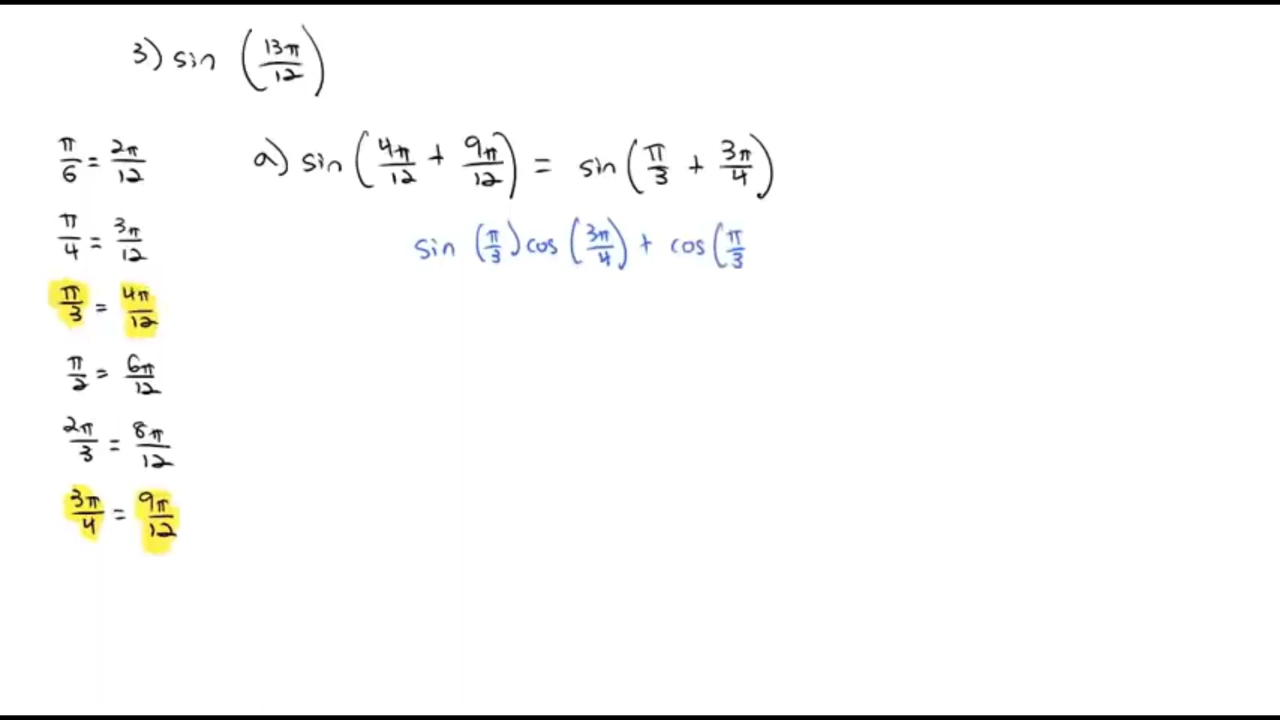 3) sin (13π/12)
π/6 = 2π/12
a) sin (4π/12 + 9π/12) = sin (π/3 + 3π/4)
π/4 = 3π/12
sin (π/3) cos (3π/4) + cos (π/3
π/3 = 4π/12
π/2 = 6π/12
2π/3 = 8π/12
3π/4 = 9π/12